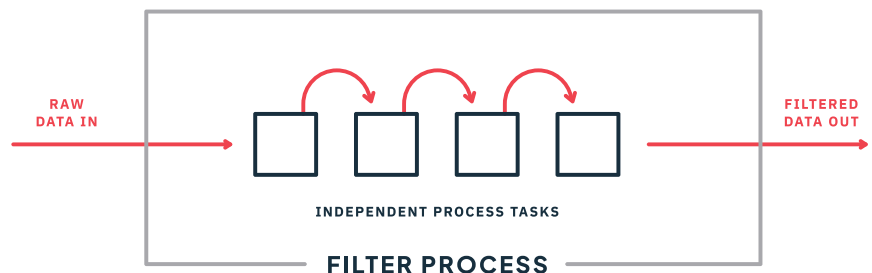 RAW
DATA IN
FILTERED
DATA OUT
INDEPENDENT PROCESS TASKS
FILTER PROCESS